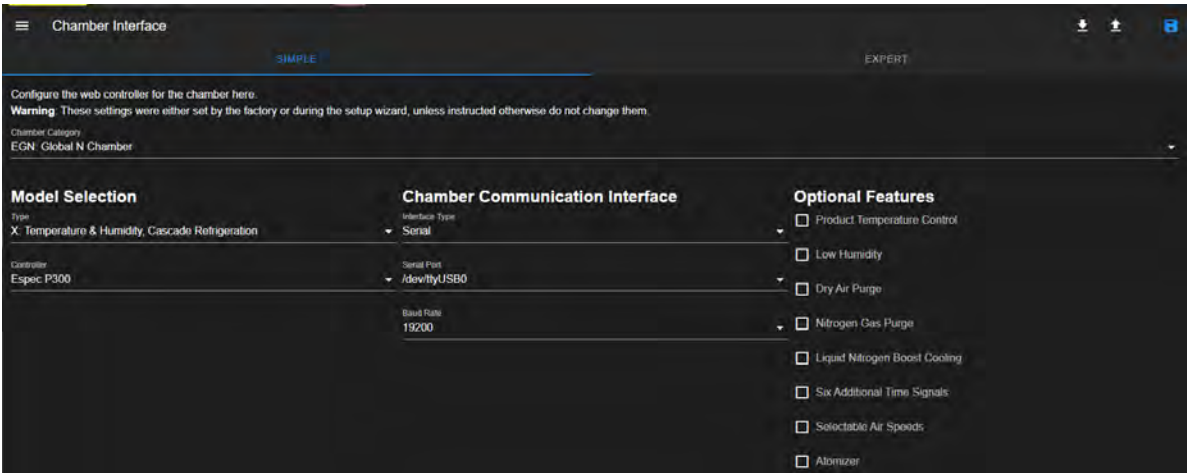 Chamber Interface
SIMPLE
EXPERT
Configure the web controller for the chamber here.
Warning: These settings were either set by the factory or during the setup wizard, unless instructed otherwise do not change them.
Chamber Category
EGN: Global N Chamber
Model Selection
Type
X: Temperature & Humidity, Cascade Refrigeration
Controller
Espec P300
Chamber Communication Interface
Interface Type
Serial
Serial Port
/dev/ttyUSB0
Baud Rate
19200
Optional Features
Product Temperature Control
Low Humidity
Dry Air Purge
Nitrogen Gas Purge
Liquid Nitrogen Boost Cooling
Six Additional Time Signals
Selectable Air Speeds
Atomizer